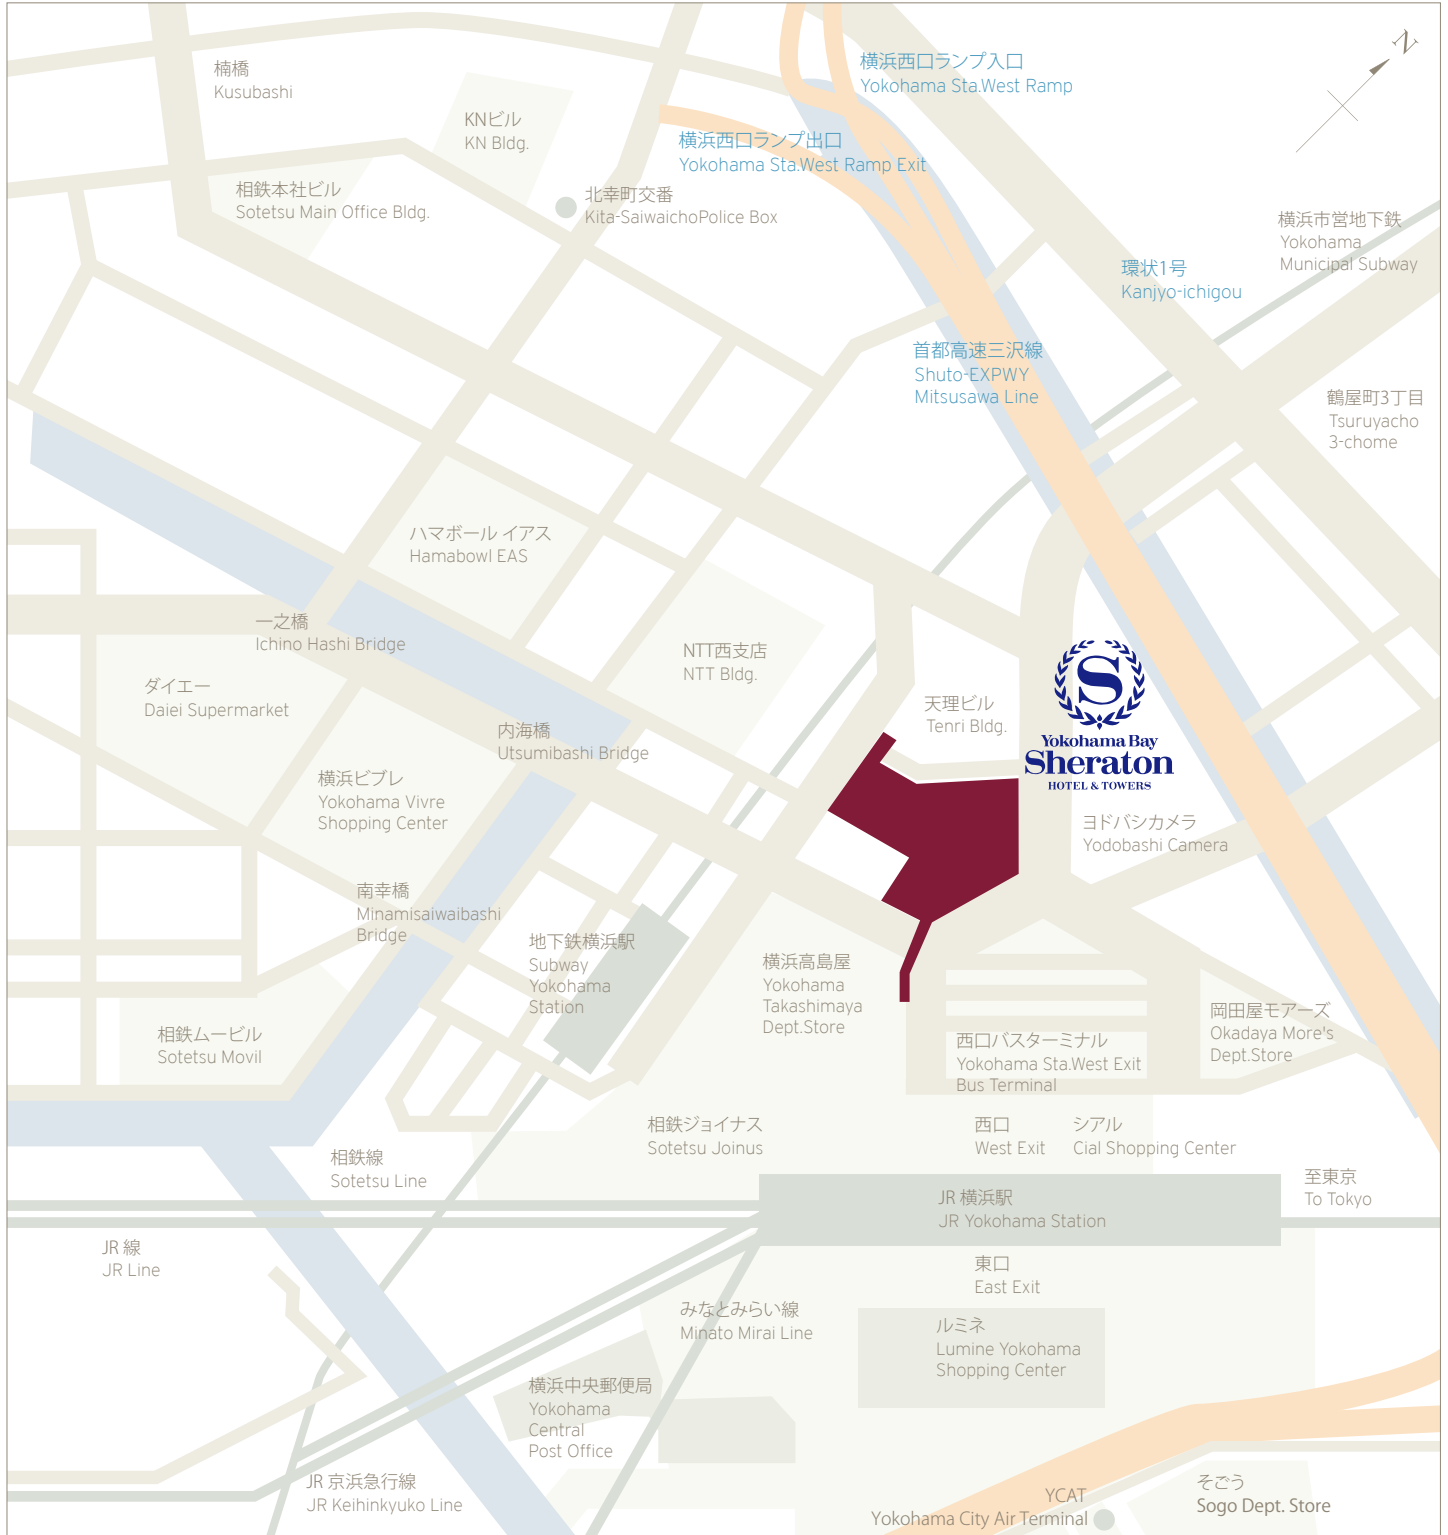 N
楠橋
Kusubashi
KNビル
KN Bldg.
横浜西口ランプ入口
Yokohama Sta.West Ramp
横浜西口ランプ出口
Yokohama Sta.West Ramp Exit
相鉄本社ビル
Sotetsu Main Office Bldg.
北幸町交番
Kita-SaiwaichoPolice Box
横浜市営地下鉄
Yokohama
Municipal Subway
環状1号
Kanjyo-ichigou
首都高速三沢線
Shuto-EXPWY
Mitsusawa Line
鶴屋町3丁目
Tsuruyacho
3-chome
ハマボール イアス
Hamabowl EAS
一之橋
Ichino Hashi Bridge
NTT西支店
NTT Bldg.
ダイエー
Daiei Supermarket
天理ビル
Tenri Bldg.
S
Yokohama Bay
Sheraton
HOTEL & TOWERS
内海橋
Utsumibashi Bridge
横浜ビブレ
Yokohama Vivre
Shopping Center
ヨドバシカメラ
Yodobashi Camera
南幸橋
Minamisaiwaibashi
Bridge
地下鉄横浜駅
Subway
Yokohama
Station
横浜高島屋
Yokohama
Takashimaya
Dept.Store
相鉄ムービル
Sotetsu Movil
西口バスターミナル
Yokohama Sta.West Exit
Bus Terminal
岡田屋モアーズ
Okadaya More's
Dept.Store
相鉄ジョイナス
Sotetsu Joinus
西口
West Exit
シアル
Cial Shopping Center
相鉄線
Sotetsu Line
至東京
To Tokyo
JR 横浜駅
JR Yokohama Station
JR 線
JR Line
東口
East Exit
みなとみらい線
Minato Mirai Line
ルミネ
Lumine Yokohama
Shopping Center
横浜中央郵便局
Yokohama
Central
Post Office
JR 京浜急行線
JR Keihinkyuko Line
YCAT
Yokohama City Air Terminal
そごう
Sogo Dept. Store